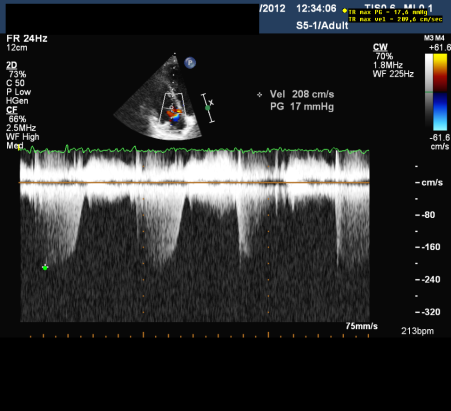 /2012 12:34:06 TIS0.6 MI 0.1
TR max PG = 17,6 mmHg
TR max vel = 209,6 cm/sec
S5-1/Adult
FR 24Hz
12cm
2D
73%
C 50
P Low
HGen
CF
66%
2.5MHz
WF High
Med
P
Vel 208 cm/s
PG 17 mmHg
CW
70%
1.8MHz
WF 225Hz
M3 M4
+61.6
-61.6
cm/s
cm/s
-80
-160
-240
-320
75mm/s
213bpm